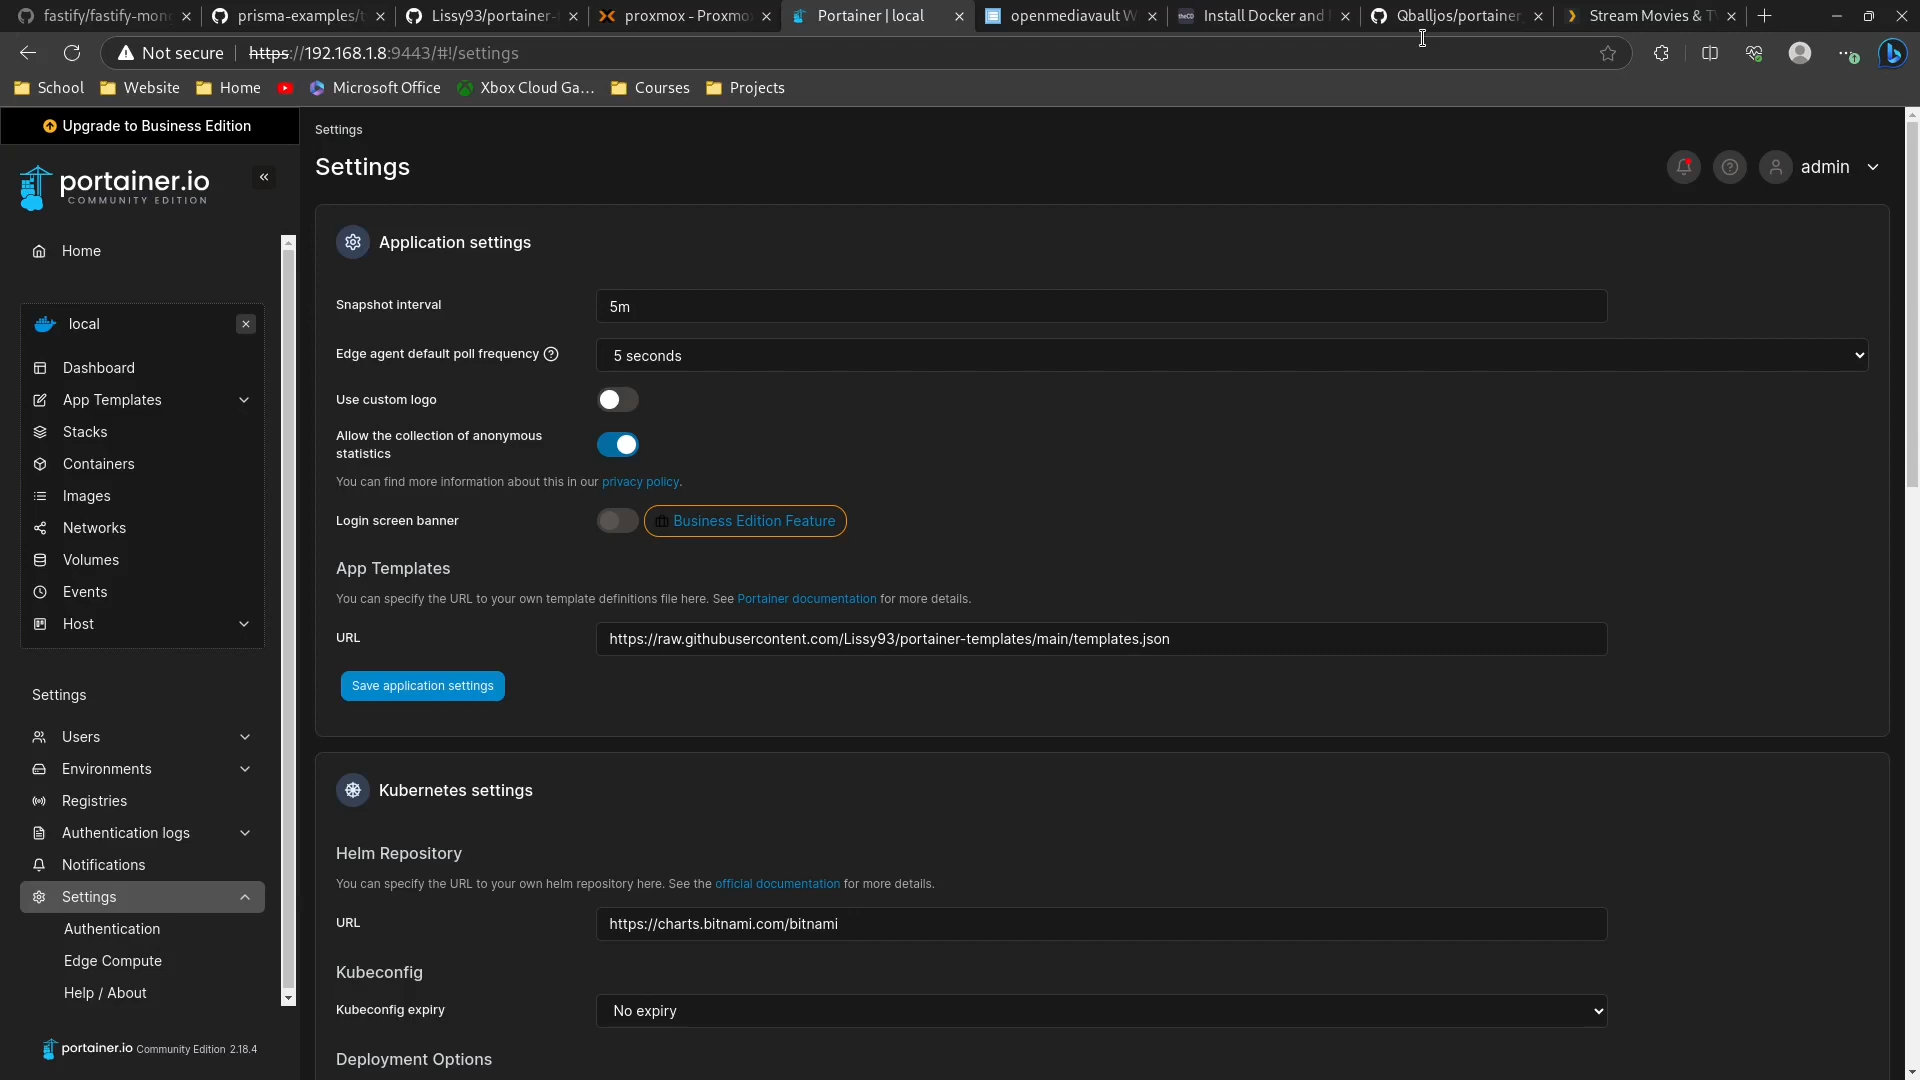 fastify/fastify-mon
prisma-examples/t
Lissy93/portainer-
proxmox - Proxmo
Portainer | local
openmediavault W
Install Docker and
Qballjos/portainer
Stream Movies & T
Not secure
https://192.168.1.8:9443/#!/settings
School
Website
Home
Microsoft Office
Xbox Cloud Ga...
Courses
Projects
Upgrade to Business Edition
portainer.io
COMMUNITY EDITION
Home
local
Dashboard
App Templates
Stacks
Containers
Images
Networks
Volumes
Events
Host
Settings
Users
Environments
Registries
Authentication logs
Notifications
Settings
Authentication
Edge Compute
Help / About
portainer.io Community Edition 2.18.4
Settings
Settings
admin
Application settings
Snapshot interval
5m
Edge agent default poll frequency
5 seconds
Use custom logo
Allow the collection of anonymous
statistics
You can find more information about this in our privacy policy.
Login screen banner
Business Edition Feature
App Templates
You can specify the URL to your own template definitions file here. See Portainer documentation for more details.
URL
https://raw.githubusercontent.com/Lissy93/portainer-templates/main/templates.json
Save application settings
Kubernetes settings
Helm Repository
You can specify the URL to your own helm repository here. See the official documentation for more details.
URL
https://charts.bitnami.com/bitnami
Kubeconfig
Kubeconfig expiry
No expiry
Deployment Options